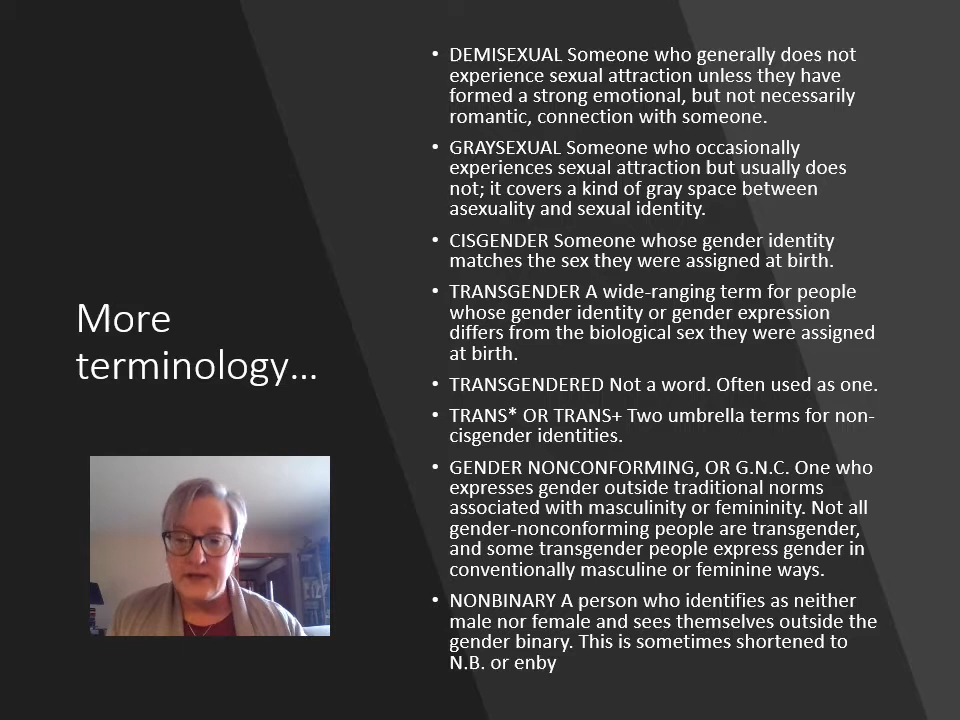 More
terminology...
• DEMISEXUAL Someone who generally does not
experience sexual attraction unless they have
formed a strong emotional, but not necessarily
romantic, connection with someone.
• GRAYSEXUAL Someone who occasionally
experiences sexual attraction but usually does
not; it covers a kind of gray space between
asexuality and sexual identity.
• CISGENDER Someone whose gender identity
matches the sex they were assigned at birth.
• TRANSGENDER A wide-ranging term for people
whose gender identity or gender expression
differs from the biological sex they were assigned
at birth.
• TRANSGENDERED Not a word. Often used as one.
• TRANS* OR TRANS+ Two umbrella terms for non-
cisgender identities.
• GENDER NONCONFORMING, OR G.N.C. One who
expresses gender outside traditional norms
associated with masculinity or femininity. Not all
gender-nonconforming people are transgender,
and some transgender people express gender in
conventionally masculine or feminine ways.
• NONBINARY A person who identifies as neither
male nor female and sees themselves outside the
gender binary. This is sometimes shortened to
N.B. or enby